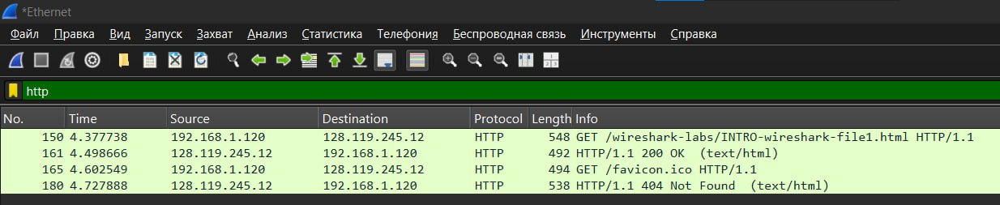 *Ethernet
Файл Правка Вид Запуск Захват Анализ Статистика Телефония Беспроводная связь Инструменты Справка
http
No. Time Source Destination Protocol Length Info
150 4.377738 192.168.1.120 128.119.245.12 HTTP 548 GET /wireshark-labs/INTRO-wireshark-file1.html HTTP/1.1
161 4.498666 128.119.245.12 192.168.1.120 HTTP 492 HTTP/1.1 200 OK (text/html)
165 4.602549 192.168.1.120 128.119.245.12 HTTP 494 GET /favicon.ico HTTP/1.1
180 4.727888 128.119.245.12 192.168.1.120 HTTP 538 HTTP/1.1 404 Not Found (text/html)